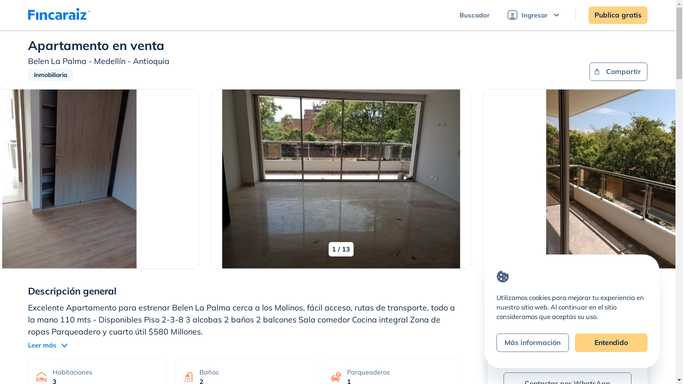 Fincaraiz
Buscador
Ingresar
Publica gratis
Apartamento en venta
Belen La Palma - Medellín - Antioquia
Inmobiliaria
Compartir
1 / 13
Descripción general
Excelente Apartamento para estrenar Belen La Palma cerca a los Molinos, fácil acceso, rutas de transporte, todo a
la mano 110 mts - Disponibles Piso 2-3-8 3 alcobas 2 baños 2 balcones Sala comedor Cocina integral Zona de
ropas Parqueadero y cuarto útil $580 Millones.
Leer más
Habitaciones
3
Baños
2
Parqueaderos
1
Utilizamos cookies para mejorar tu experiencia en
nuestro sitio web. Al continuar en el sitio
consideramos que aceptas su uso.
Más información
Entendido
Contactar por WhatsApp